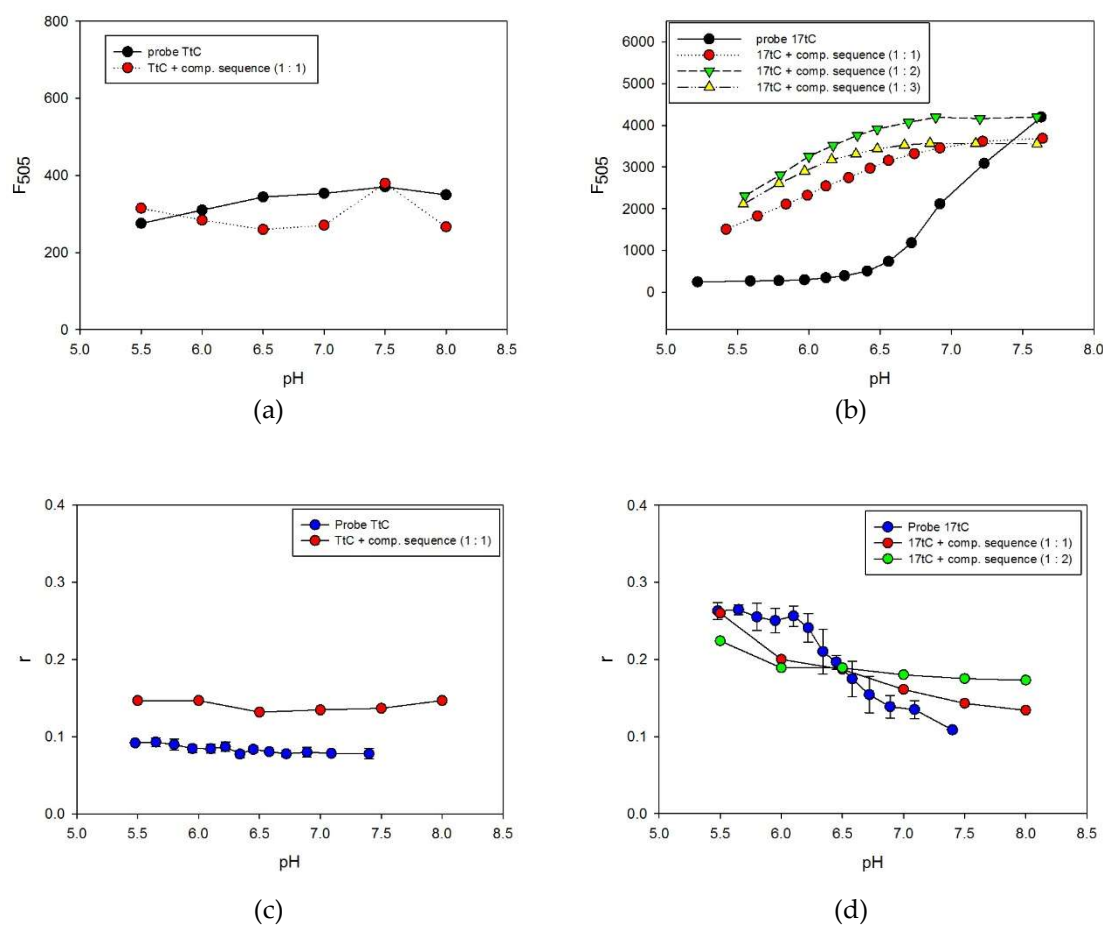 800
600
400
200
0
F505
probe TtC
TtC + comp. sequence (1 : 1)
5.0 5.5 6.0 6.5 7.0 7.5 8.0 8.5
pH
(a)
6000
5000
4000
3000
2000
1000
0
F505
probe 17tC
17tC + comp. sequence (1 : 1)
17tC + comp. sequence (1 : 2)
17tC + comp. sequence (1 : 3)
5.0 5.5 6.0 6.5 7.0 7.5 8.0
pH
(b)
0.4
0.3
0.2
0.1
0.0
r
Probe TtC
TtC + comp. sequence (1 : 1)
5.0 5.5 6.0 6.5 7.0 7.5 8.0 8.5
pH
(c)
0.4
0.3
0.2
0.1
0.0
r
Probe 17tC
17tC + comp. sequence (1 : 1)
17tC + comp. sequence (1 : 2)
5.0 5.5 6.0 6.5 7.0 7.5 8.0 8.5
pH
(d)